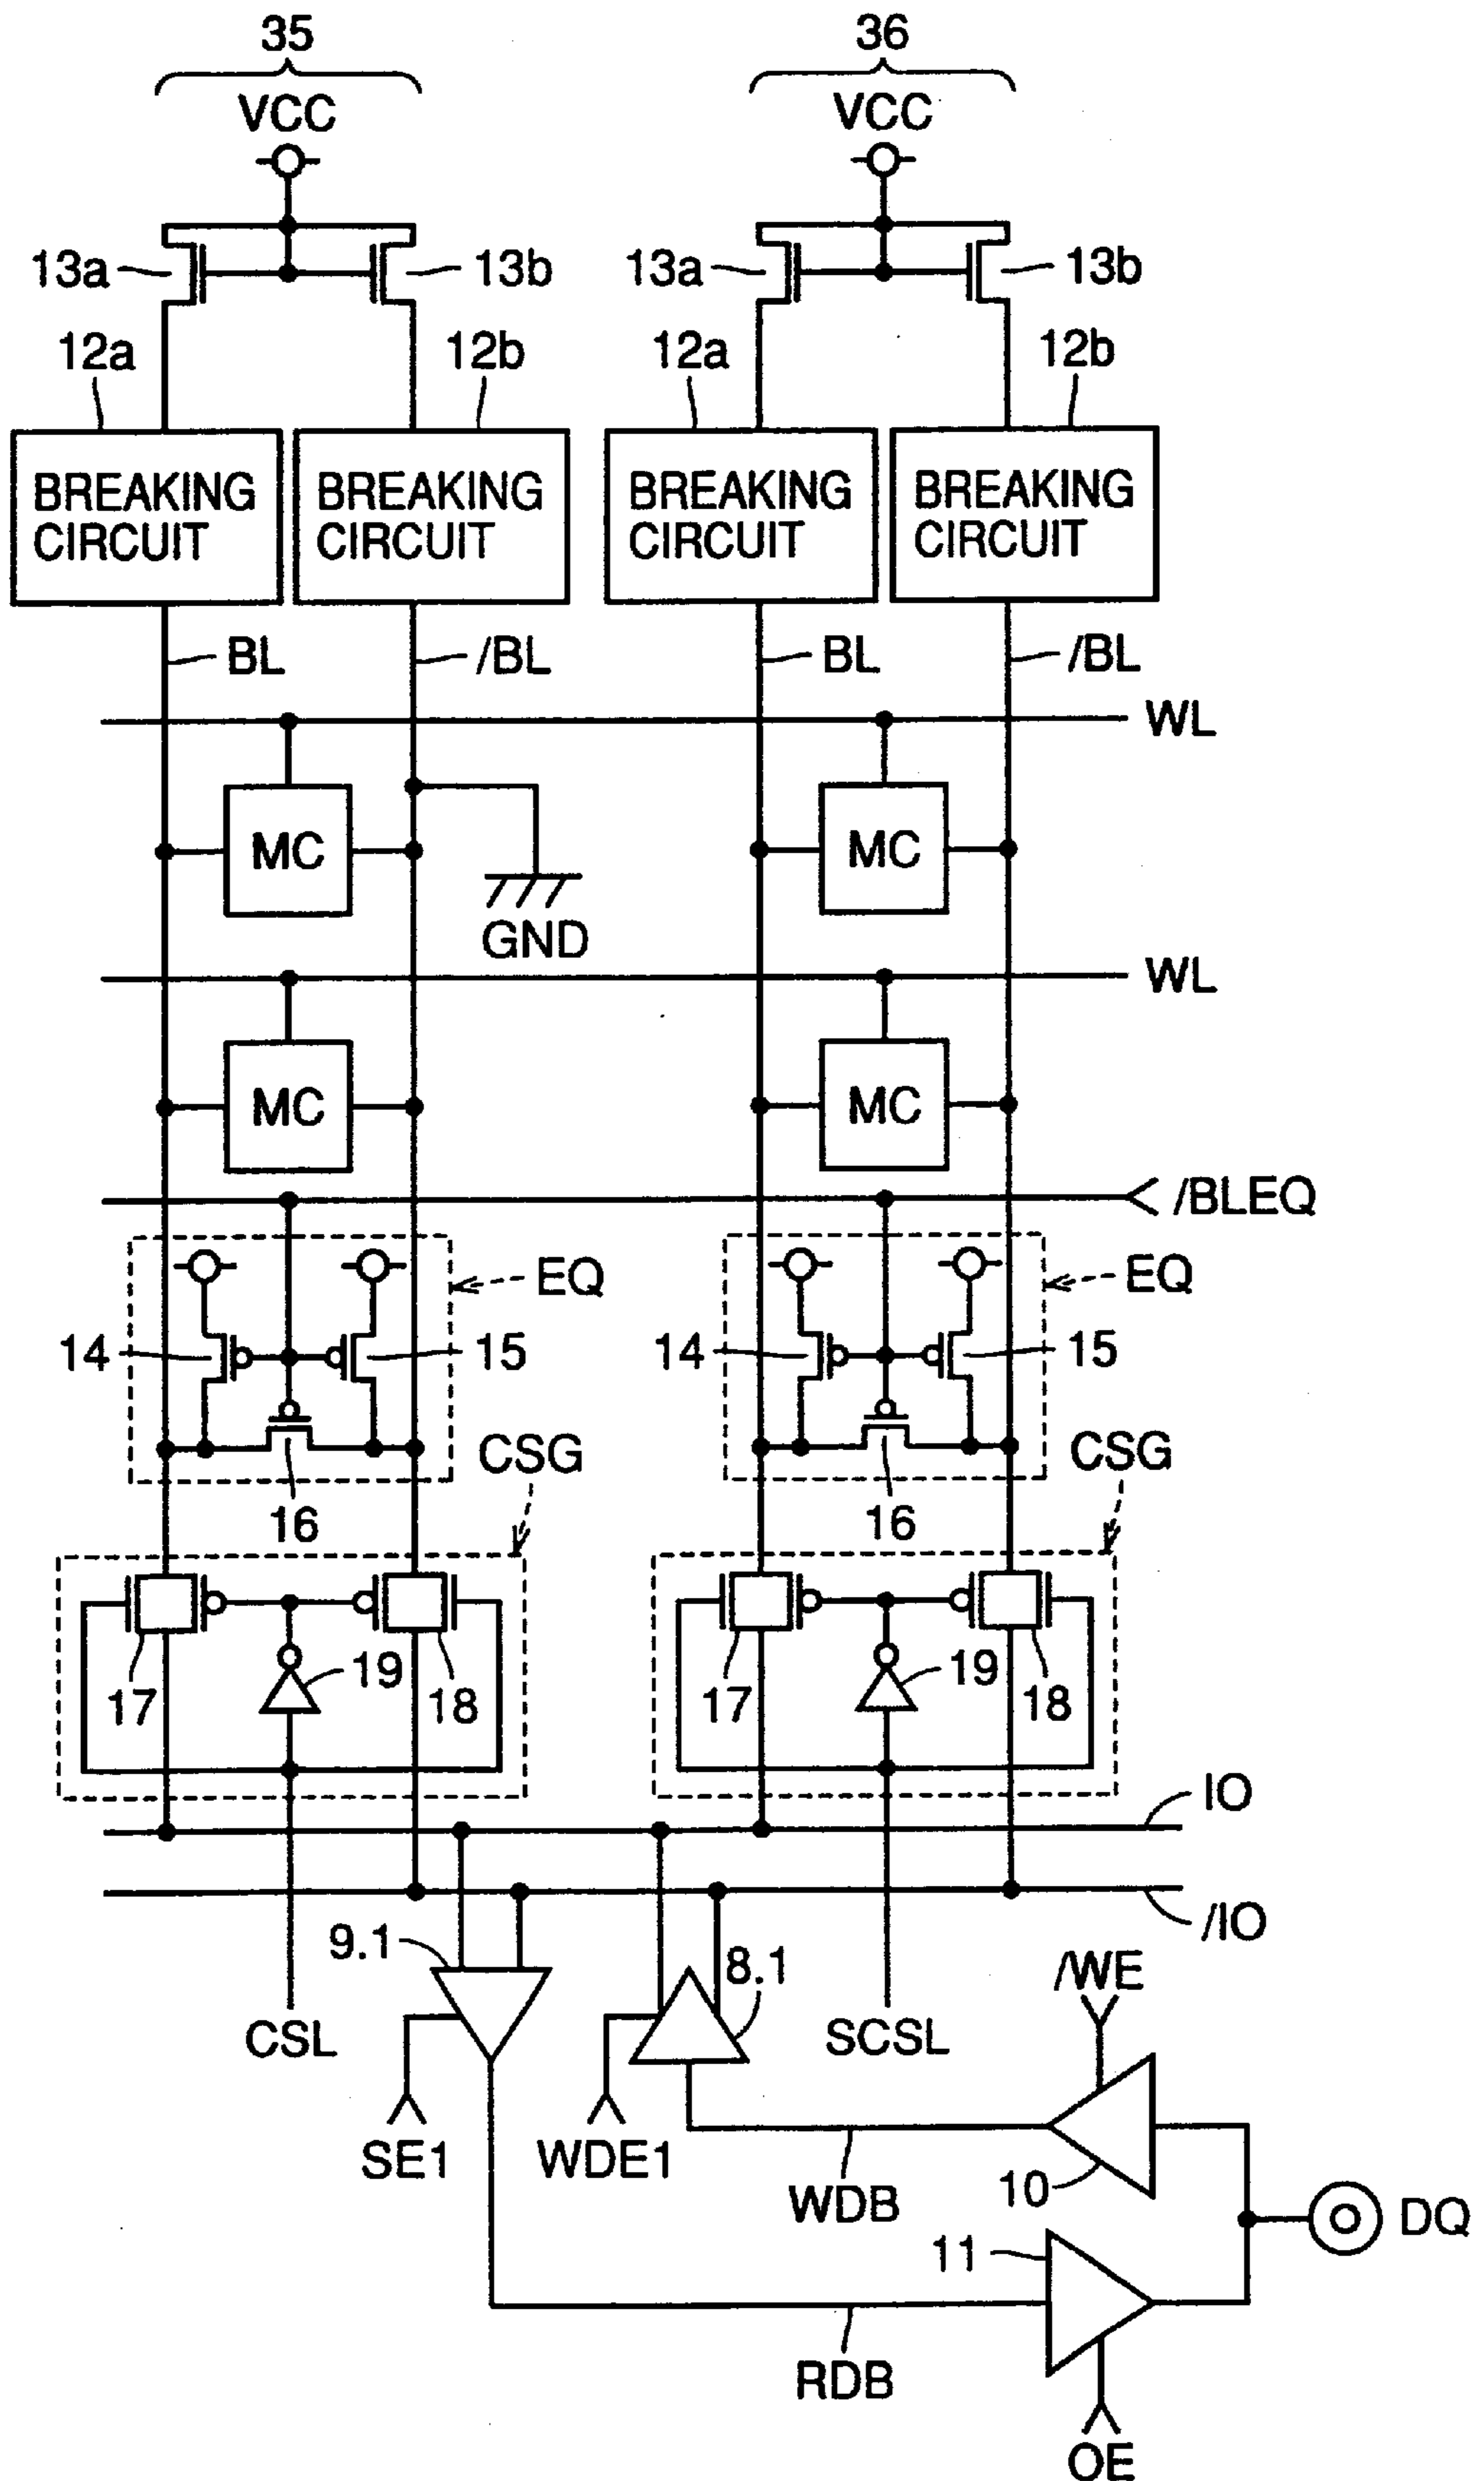 35 36
VCC VCC
13a 13b 13a 13b
12a 12b 12a 12b
BREAKING BREAKING BREAKING BREAKING
CIRCUIT CIRCUIT CIRCUIT CIRCUIT
BL /BL BL /BL
WL
MC MC
GND
WL
MC MC
/BLEQ
EQ EQ
14 15 14 15
CSG CSG
16 16
17 19 18 17 19 18
IO
/IO
9.1 8.1 /WE
CSL SCSL
SE1 WDE1
WDB 10 DQ
11
RDB
OE